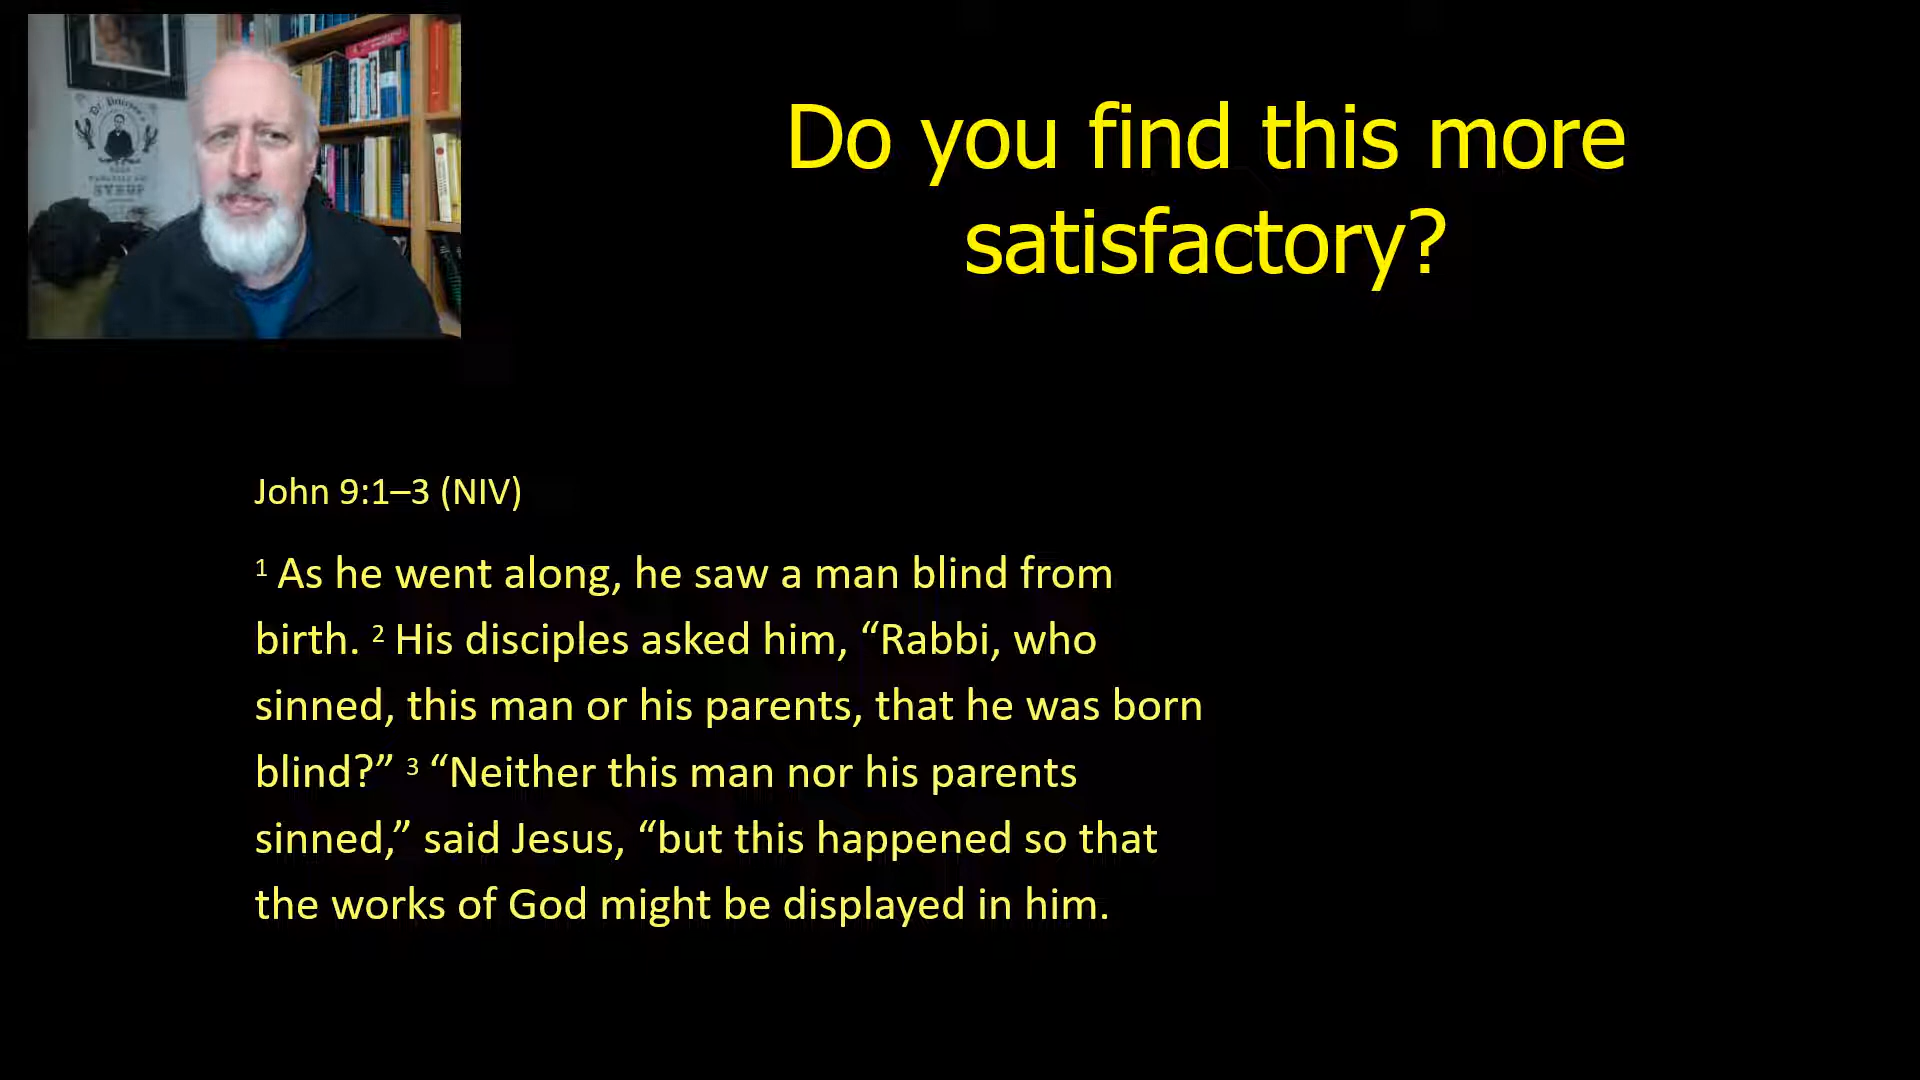 Do you find this more
satisfactory?
John 9:1–3 (NIV)
1 As he went along, he saw a man blind from
birth. 2 His disciples asked him, “Rabbi, who
sinned, this man or his parents, that he was born
blind?” 3 “Neither this man nor his parents
sinned,” said Jesus, “but this happened so that
the works of God might be displayed in him.
SYRUP